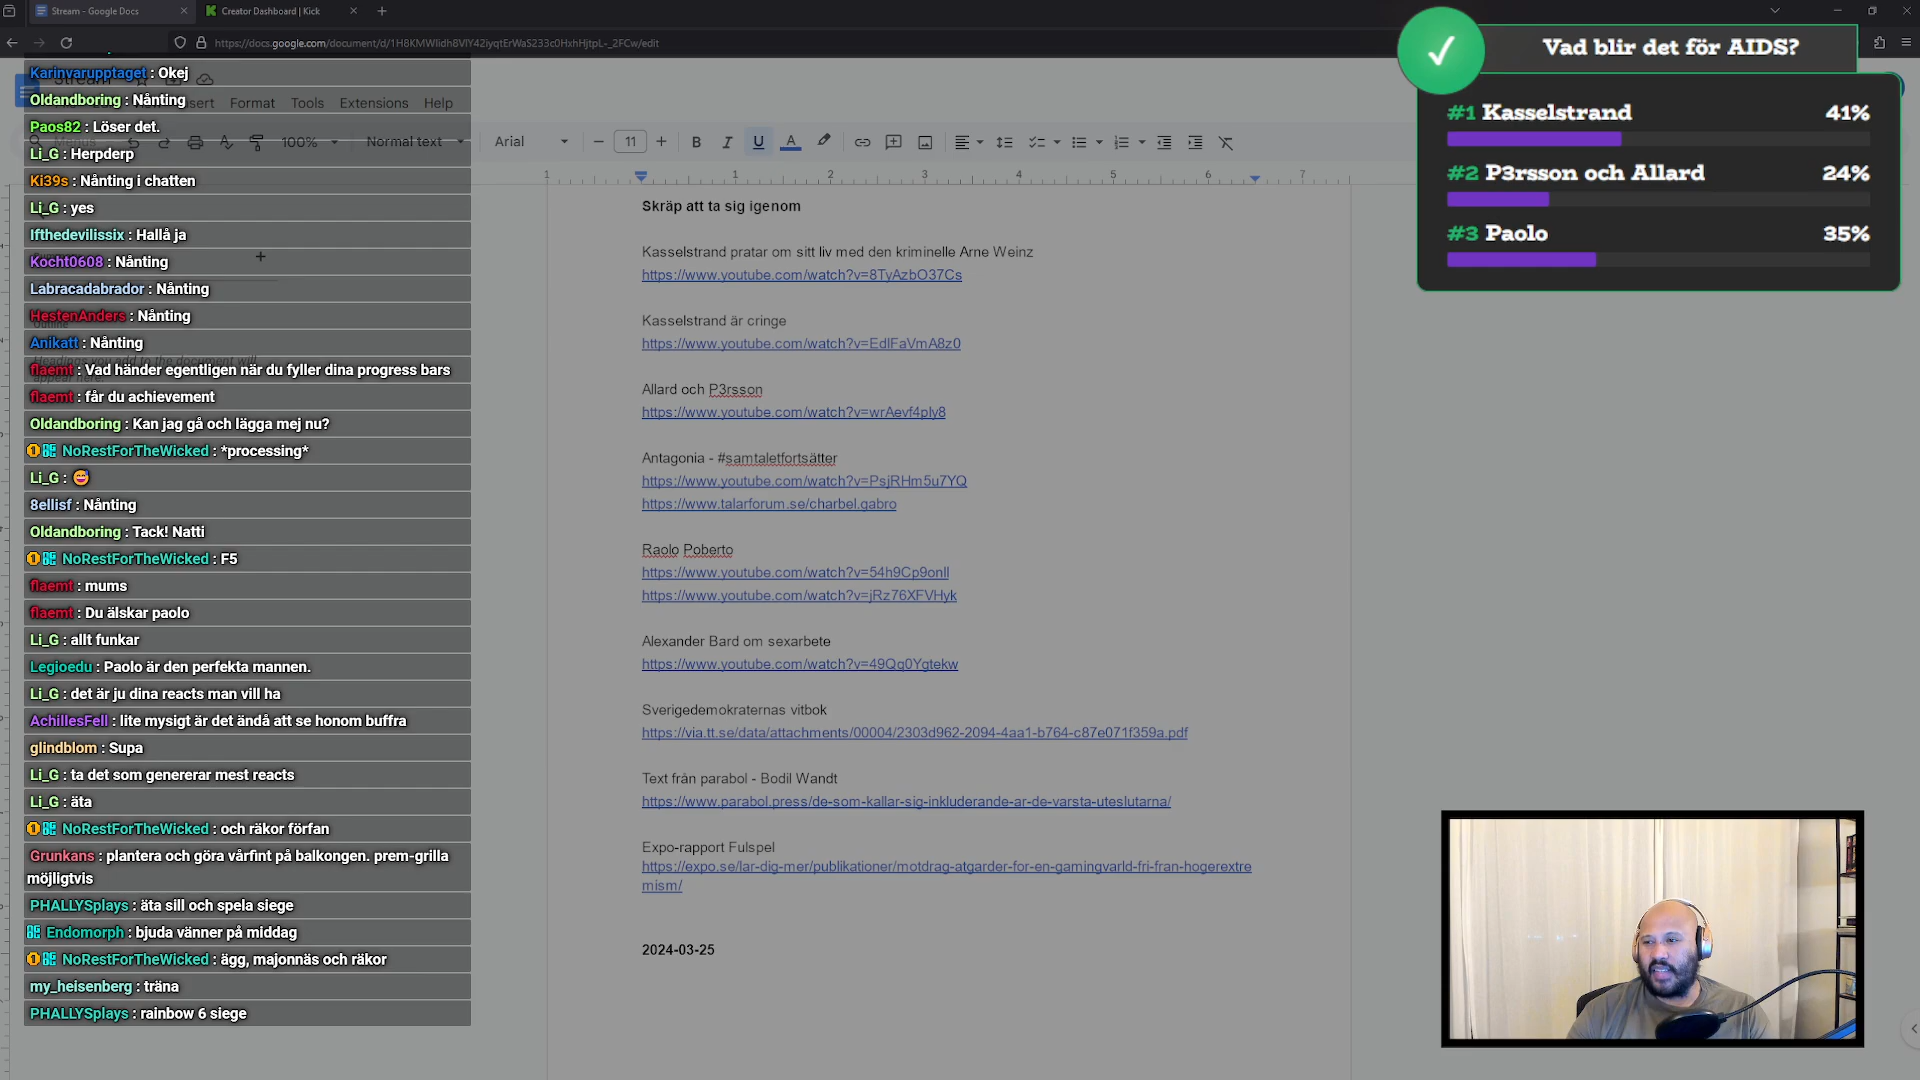 Stream - Google Docs
Creator Dashboard | Kick
https://docs.google.com/document/d/1H8KMWlidh8VlY42iyqtErWaS233c0HxhHjtpL-_2FCw/edit
Format Tools Extensions Help
100% Normal text Arial 11
Karinvarupptaget : Okej
Oldandboring : Nånting
Paos82 : Löser det.
Li_G : Herpderp
Ki39s : Nånting i chatten
Li_G : yes
Ifthedevilissix : Hallå ja
Kocht0608 : Nånting
Labracadabrador : Nånting
HestenAnders : Nånting
Anikatt : Nånting
flaemt : Vad händer egentligen när du fyller dina progress bars
flaemt : får du achievement
Oldandboring : Kan jag gå och lägga mej nu?
NoRestForTheWicked : *processing*
Li_G : 😅
8ellisf : Nånting
Oldandboring : Tack! Natti
NoRestForTheWicked : F5
flaemt : mums
flaemt : Du älskar paolo
Li_G : allt funkar
Legioedu : Paolo är den perfekta mannen.
Li_G : det är ju dina reacts man vill ha
AchillesFell : lite mysigt är det ändå att se honom buffra
glindblom : Supa
Li_G : ta det som genererar mest reacts
Li_G : äta
NoRestForTheWicked : och räkor förfan
Grunkans : plantera och göra vårfint på balkongen. prem-grilla
möjligtvis
PHALLYSplays : äta sill och spela siege
Endomorph : bjuda vänner på middag
NoRestForTheWicked : ägg, majonnäs och räkor
my_heisenberg : träna
PHALLYSplays : rainbow 6 siege
1 1 2 3 4 5 6 7
Skräp att ta sig igenom
Kasselstrand pratar om sitt liv med den kriminelle Arne Weinz
https://www.youtube.com/watch?v=8TyAzbO37Cs
Kasselstrand är cringe
https://www.youtube.com/watch?v=EdlFaVmA8z0
Allard och P3rsson
https://www.youtube.com/watch?v=wrAevf4ply8
Antagonia - #samtaletfortsätter
https://www.youtube.com/watch?v=PsjRHm5u7YQ
https://www.talarforum.se/charbel.gabro
Raolo Poberto
https://www.youtube.com/watch?v=54h9Cp9onlI
https://www.youtube.com/watch?v=jRz76XFVHyk
Alexander Bard om sexarbete
https://www.youtube.com/watch?v=49Qq0Ygtekw
Sverigedemokraternas vitbok
https://via.tt.se/data/attachments/00004/2303d962-2094-4aa1-b764-c87e071f359a.pdf
Text från parabol - Bodil Wandt
https://www.parabol.press/de-som-kallar-sig-inkluderande-ar-de-varsta-uteslutarna/
Expo-rapport Fulspel
https://expo.se/lar-dig-mer/publikationer/motdrag-atgarder-for-en-gamingvarld-fri-fran-hogerextre
mism/
2024-03-25
Vad blir det för AIDS?
#1 Kasselstrand 41%
#2 P3rsson och Allard 24%
#3 Paolo 35%